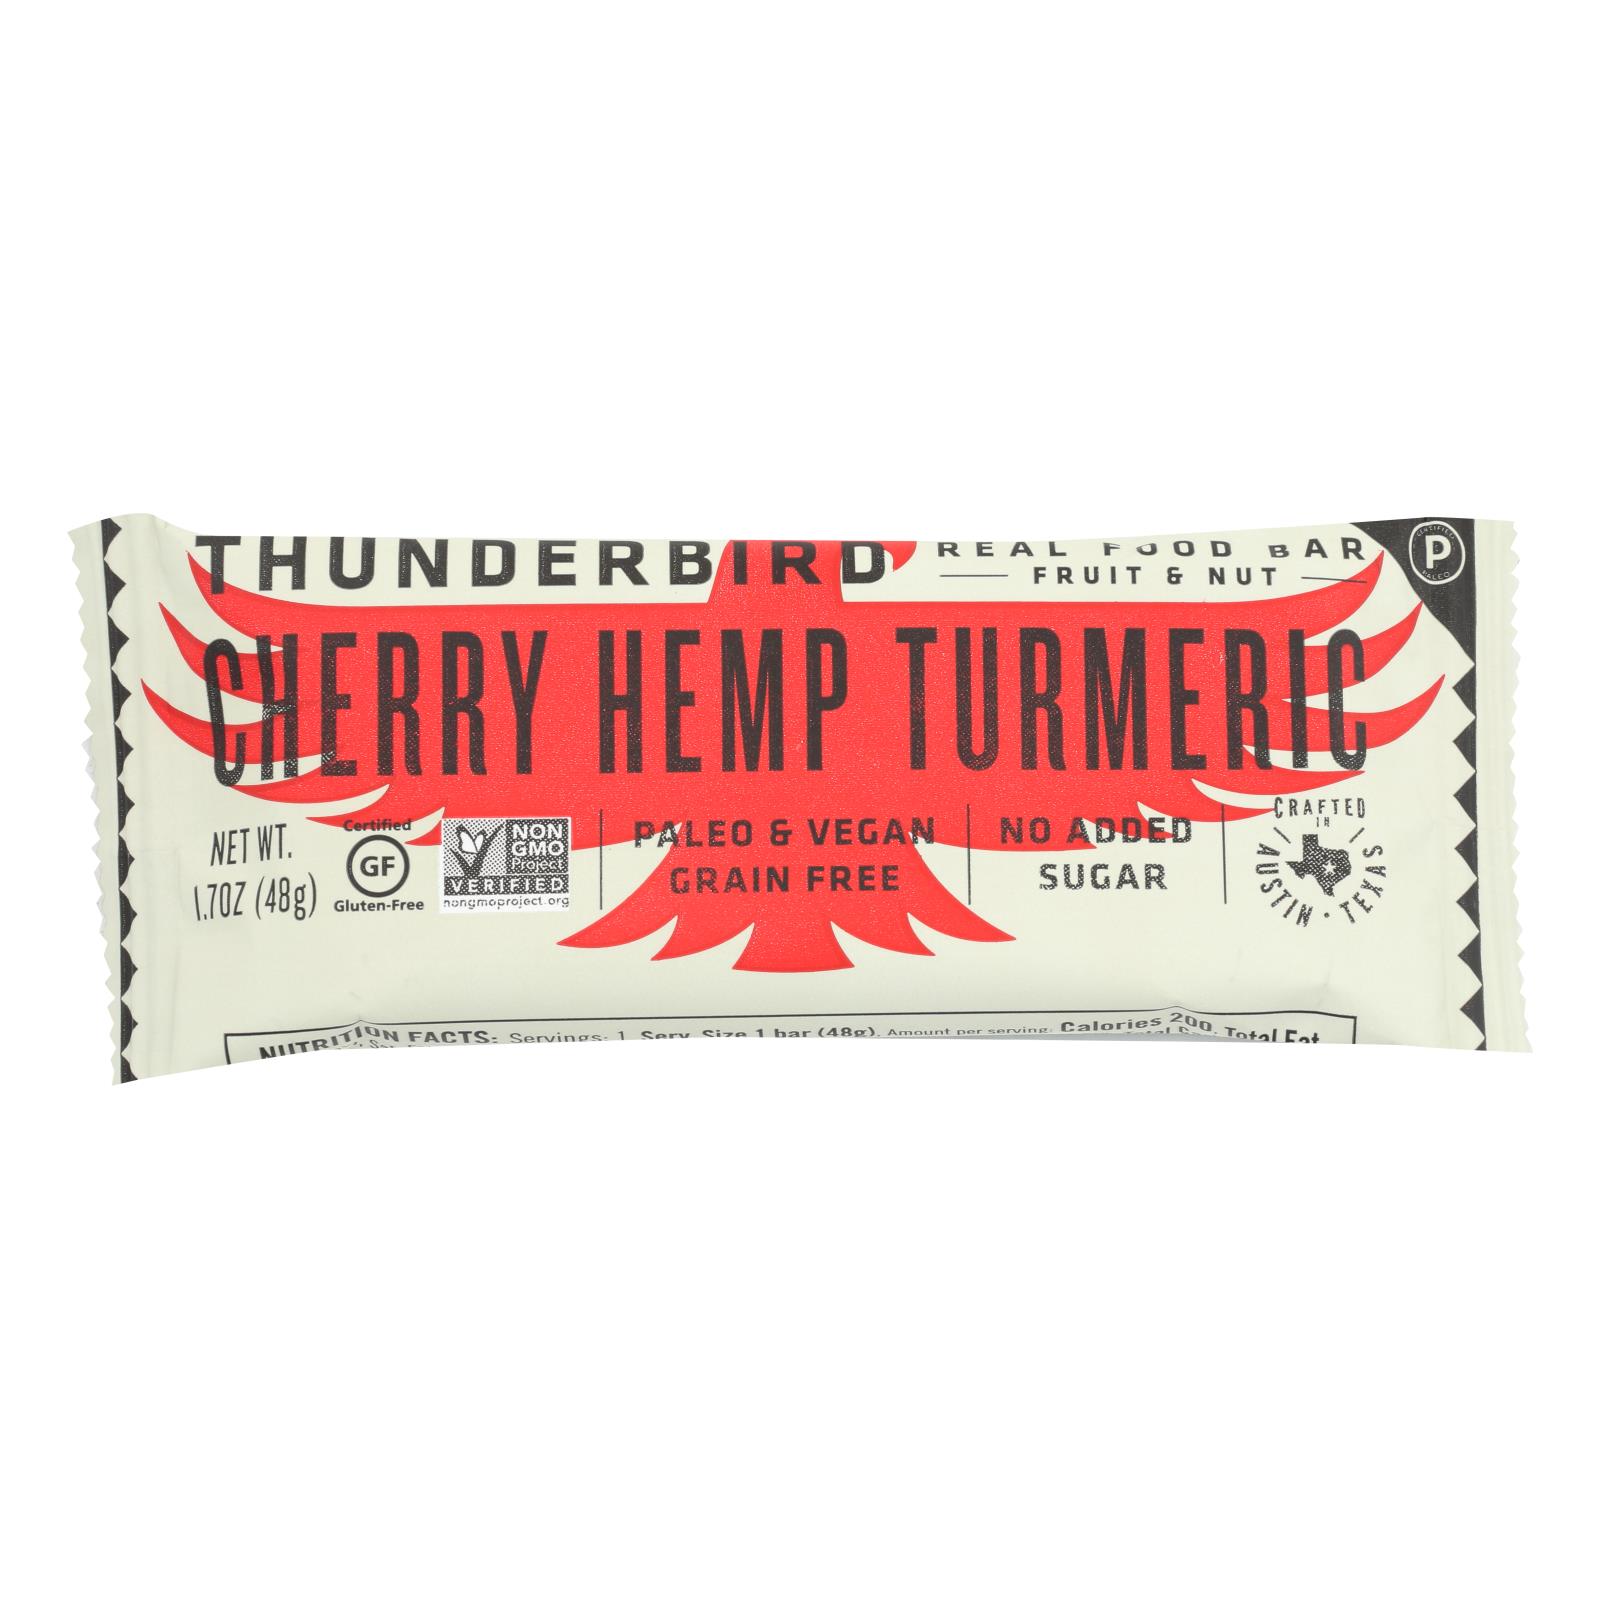 THUNDERBIRD
REAL FOOD BAR
FRUIT & NUT
CERTIFIED
P
PALEO
CHERRY HEMP TURMERIC
NET WT.
1.7OZ (48g)
Certified
GF
Gluten-Free
NON
GMO
Project
VERIFIED
nongmoproject.org
PALEO & VEGAN
GRAIN FREE
NO ADDED
SUGAR
CRAFTED
IN
AUSTIN · TEXAS
NUTRITION FACTS: Servings: 1, Serv. Size 1 bar (48g), Amount per serving: Calories 200, Total Fat